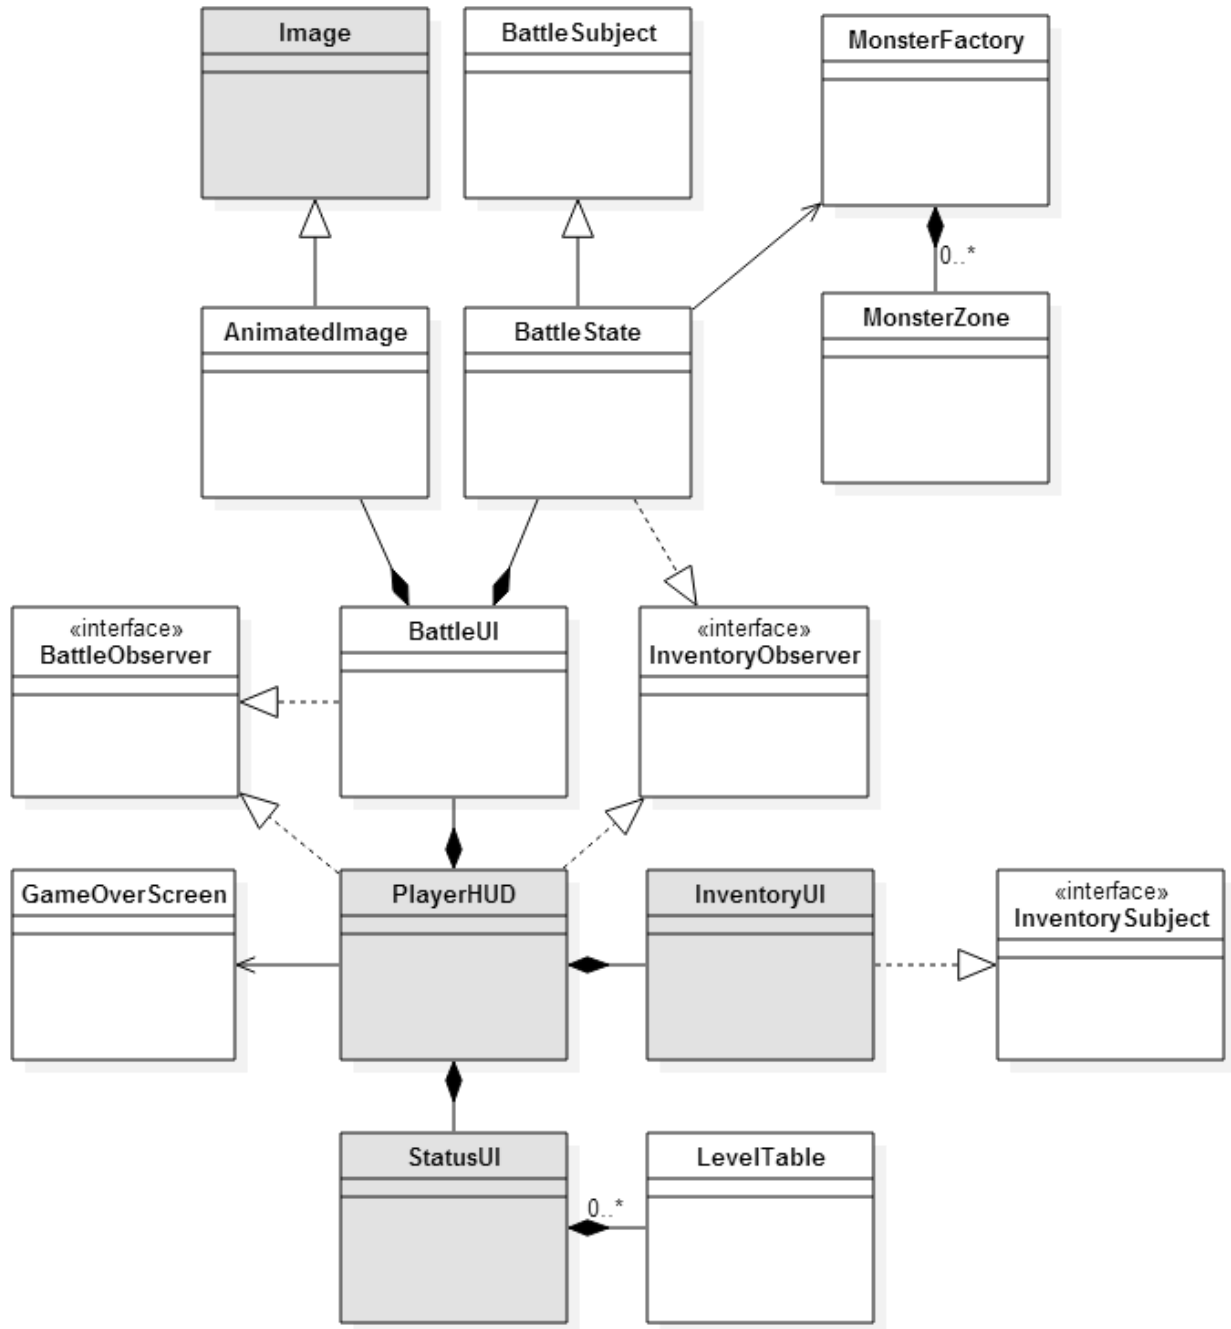 Image
BattleSubject
MonsterFactory
0..*
AnimatedImage
BattleState
MonsterZone
«interface»
BattleObserver
BattleUI
«interface»
InventoryObserver
GameOverScreen
PlayerHUD
InventoryUI
«interface»
InventorySubject
StatusUI
0..*
LevelTable